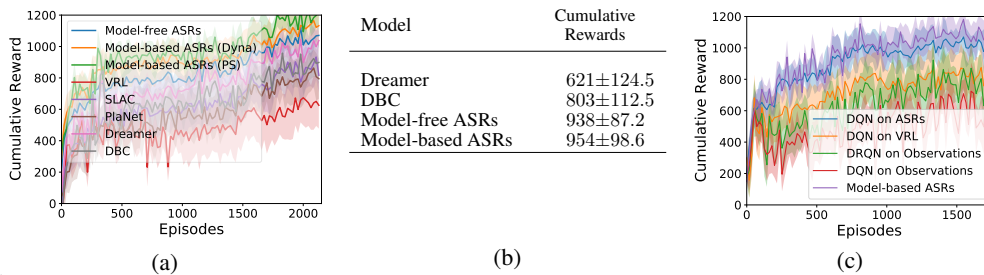 1200
1000
800
600
400
200
0
Cumulative Reward
Model-free ASRs
Model-based ASRs (Dyna)
Model-based ASRs (PS)
VRL
SLAC
PlaNet
Dreamer
DBC
0 500 1000 1500 2000
Episodes
(a)
Model Cumulative
Rewards
Dreamer 621±124.5
DBC 803±112.5
Model-free ASRs 938±87.2
Model-based ASRs 954±98.6
(b)
1200
1000
800
600
400
200
0
Cumulative Reward
DQN on ASRs
DQN on VRL
DRQN on Observations
DQN on Observations
Model-based ASRs
0 500 1000 1500
Episodes
(c)